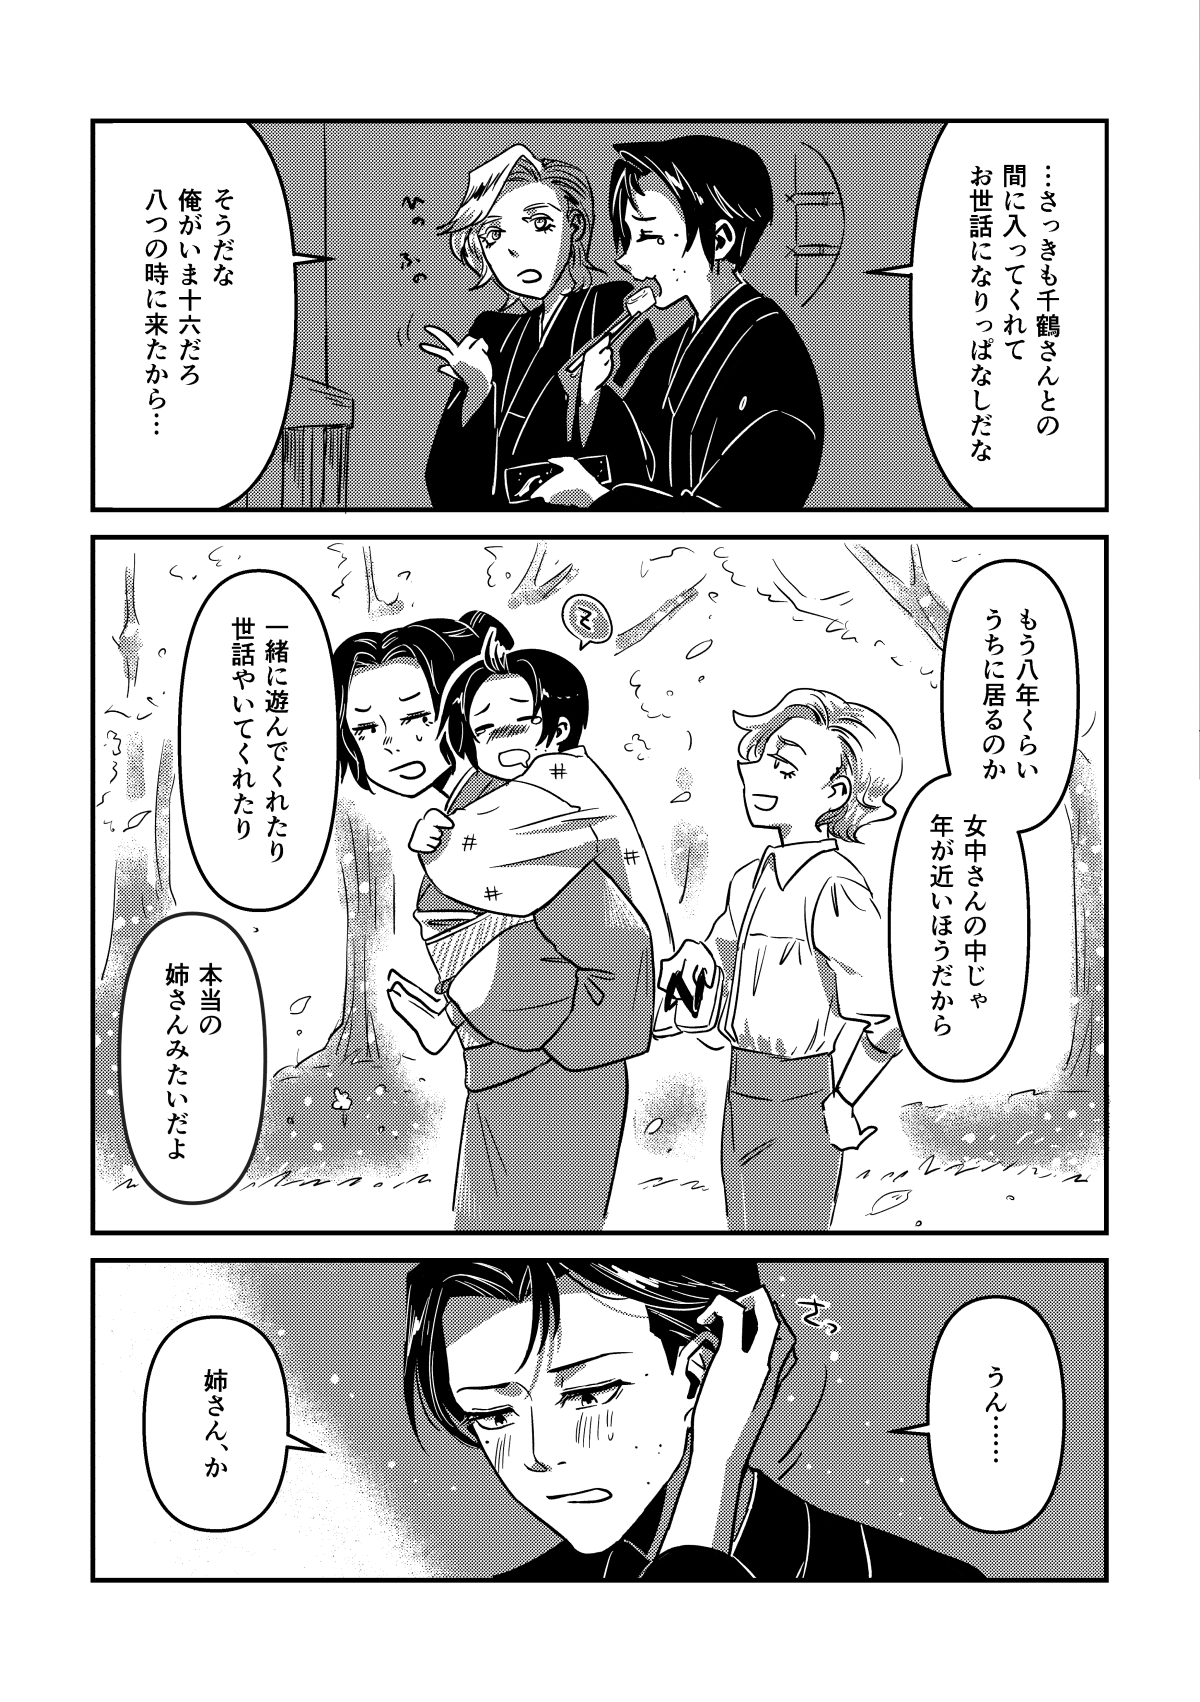 …さっきも千鶴さんとの
間に入ってくれて
お世話になりっぱなしだな
そうだな
俺がいま十六だろ
八つの時に来たから…
ひの
ふの
もう八年くらい
うちに居るのか
女中さんの中じゃ
年が近いほうだから
一緒に遊んでくれたり
世話やいてくれたり
本当の
姉さんみたいだよ
うん……
さっ
姉さん、か